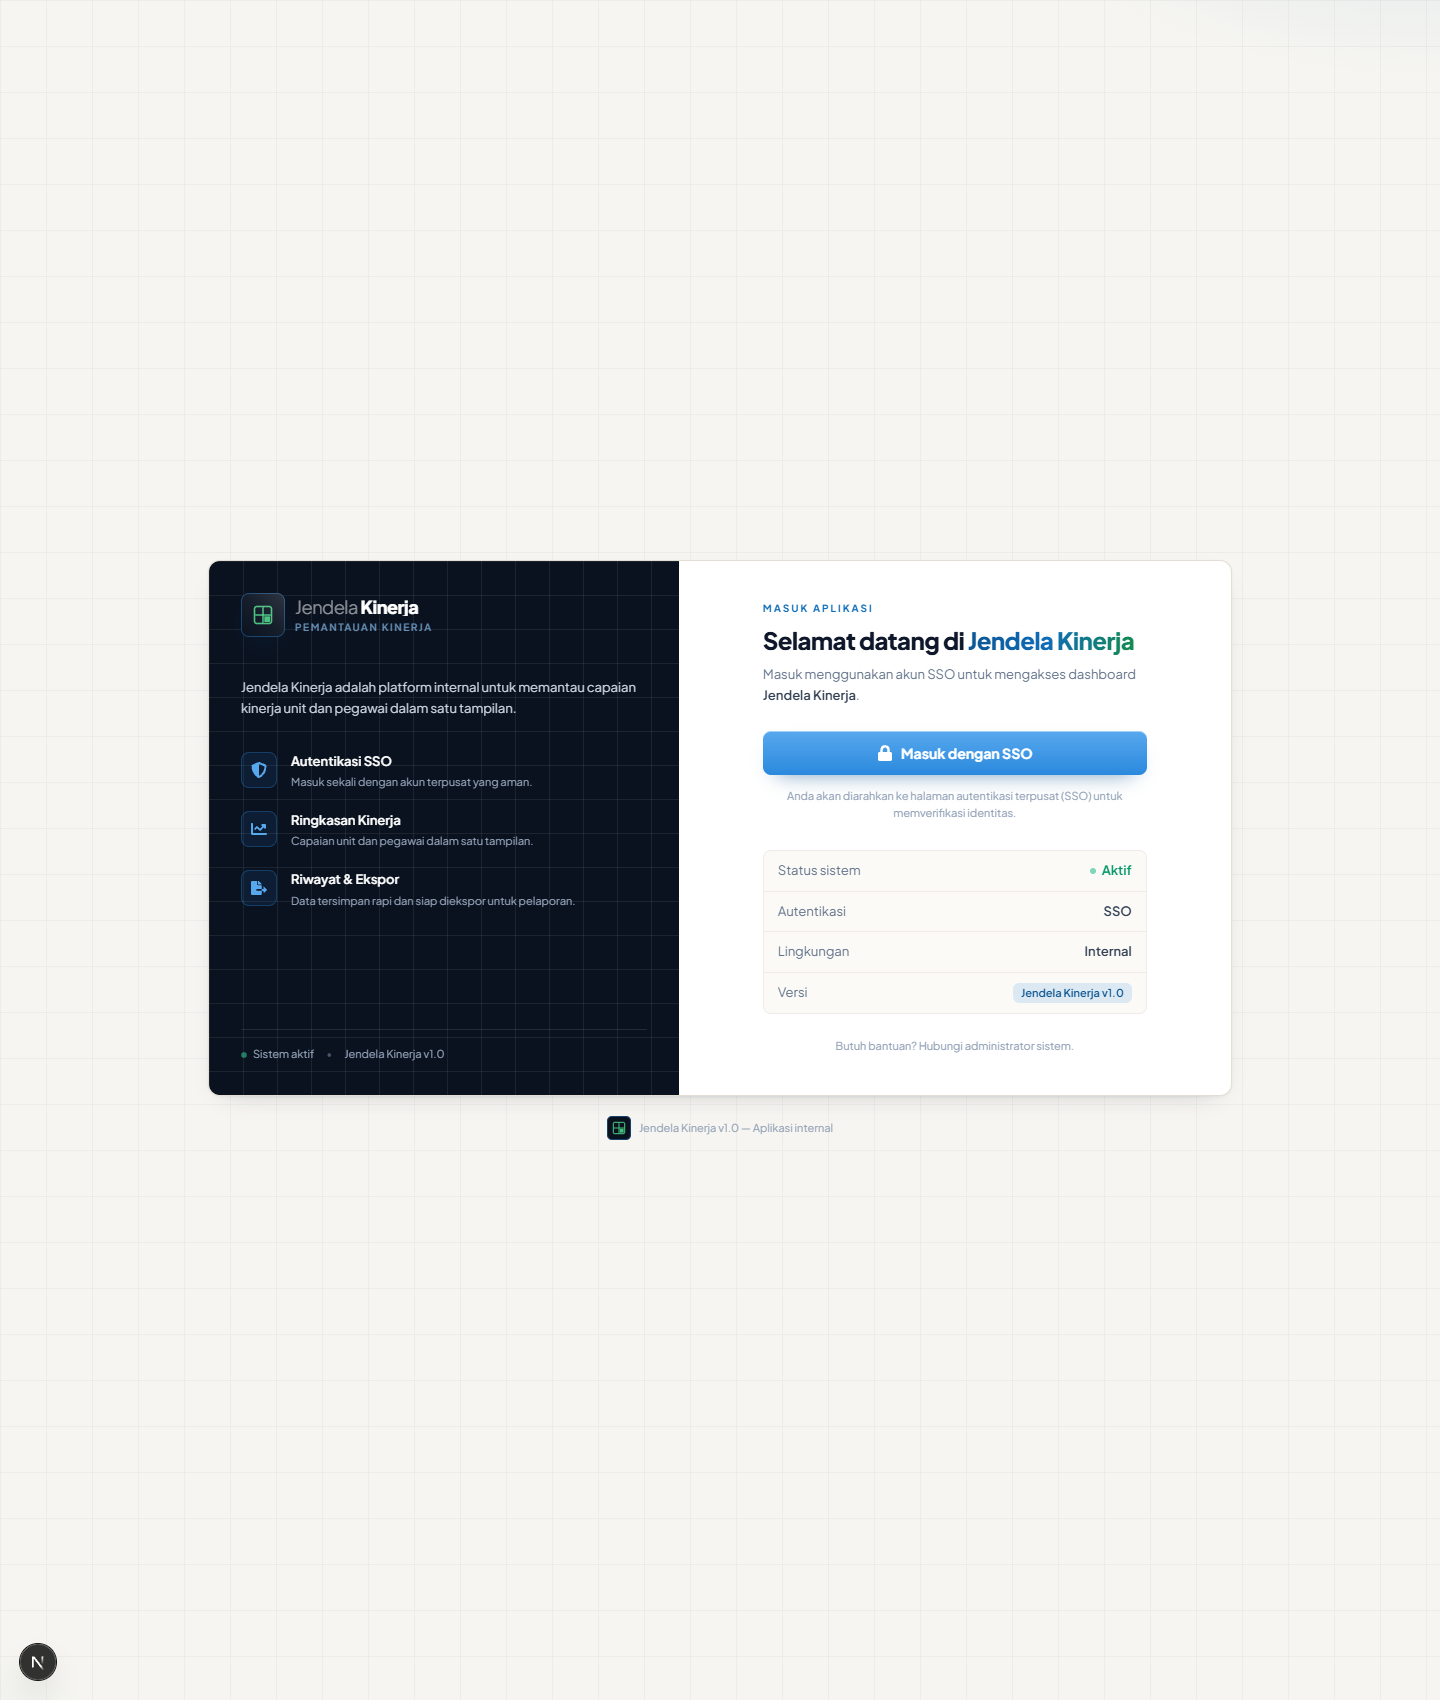 Jendela Kinerja
PEMANTAUAN KINERJA
Jendela Kinerja adalah platform internal untuk memantau capaian
kinerja unit dan pegawai dalam satu tampilan.
Autentikasi SSO
Masuk sekali dengan akun terpusat yang aman.
Ringkasan Kinerja
Capaian unit dan pegawai dalam satu tampilan.
Riwayat & Ekspor
Data tersimpan rapi dan siap diekspor untuk pelaporan.
Sistem aktif • Jendela Kinerja v1.0
MASUK APLIKASI
Selamat datang di Jendela Kinerja
Masuk menggunakan akun SSO untuk mengakses dashboard
Jendela Kinerja.
Masuk dengan SSO
Anda akan diarahkan ke halaman autentikasi terpusat (SSO) untuk
memverifikasi identitas.
Status sistem Aktif
Autentikasi SSO
Lingkungan Internal
Versi Jendela Kinerja v1.0
Butuh bantuan? Hubungi administrator sistem.
Jendela Kinerja v1.0 — Aplikasi internal
N